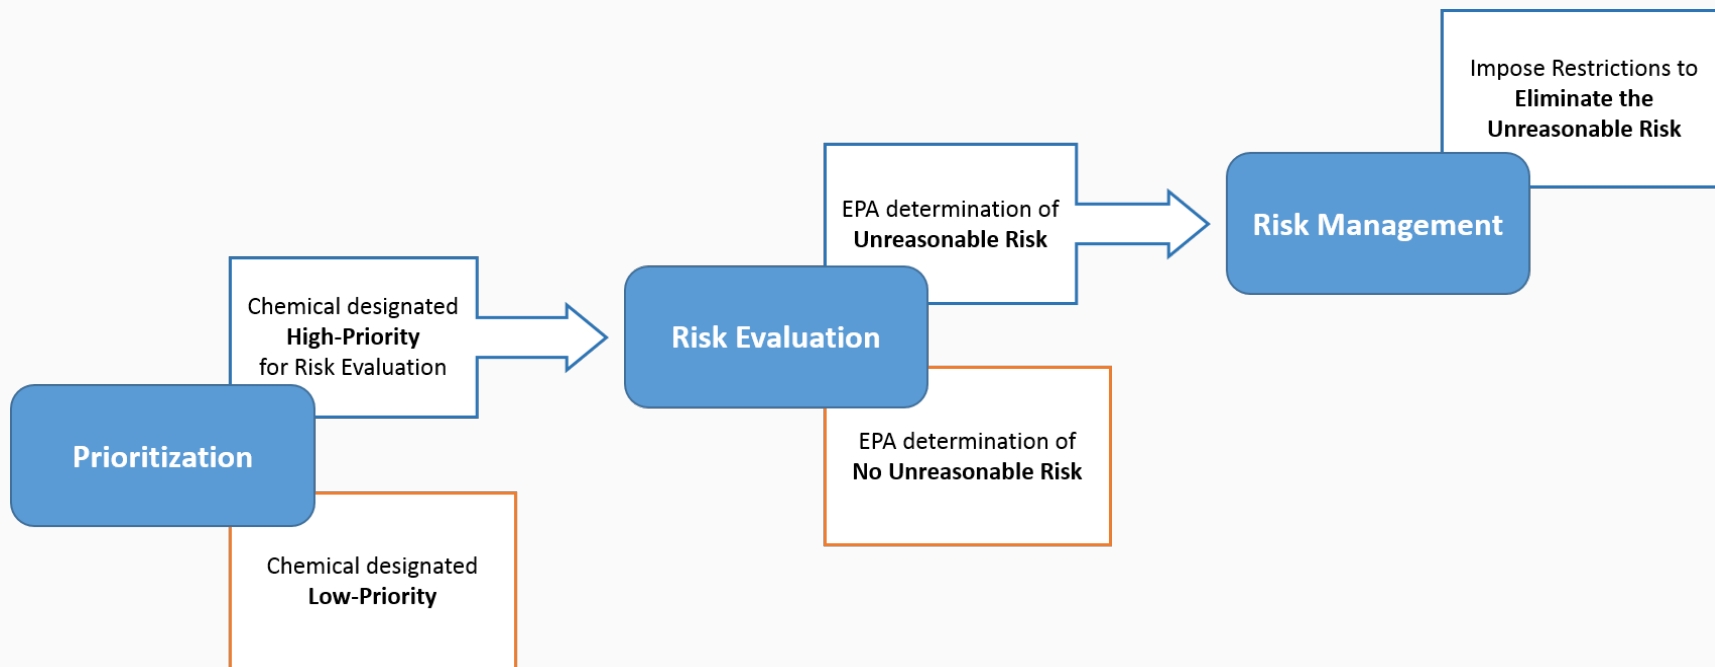 Prioritization
Chemical designated
High-Priority
for Risk Evaluation
Chemical designated
Low-Priority
Risk Evaluation
EPA determination of
Unreasonable Risk
EPA determination of
No Unreasonable Risk
Risk Management
Impose Restrictions to
Eliminate the
Unreasonable Risk